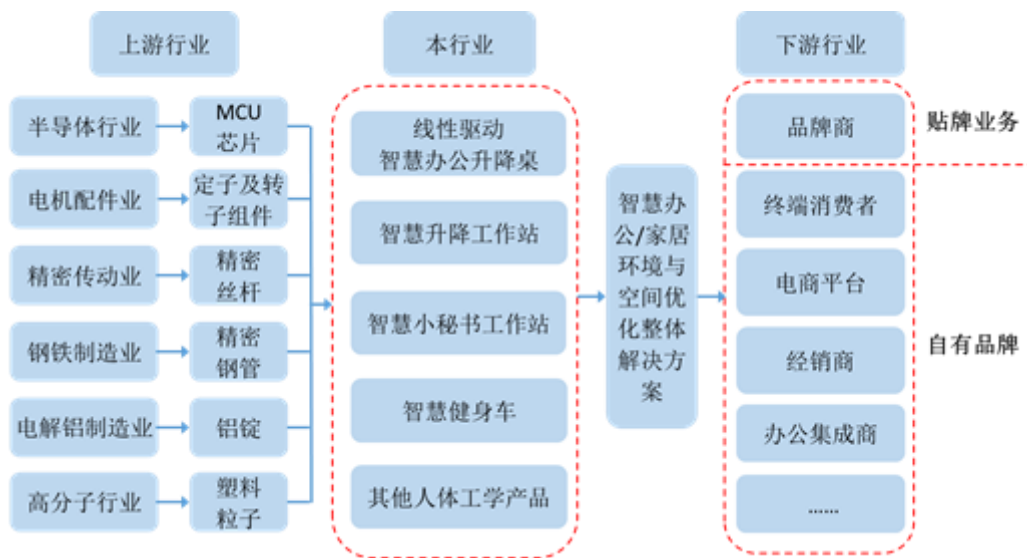 上游行业
本行业
下游行业
半导体行业
MCU
芯片
电机配件业
定子及转
子组件
精密传动业
精密
丝杆
钢铁制造业
精密
钢管
电解铝制造业
铝锭
高分子行业
塑料
粒子
线性驱动
智慧办公升降桌
智慧升降工作站
智慧小秘书工作站
智慧健身车
其他人体工学产品
智慧办
公/家居
环境与
空间优
化整体
解决方
案
品牌商
贴牌业务
终端消费者
电商平台
经销商
办公集成商
……
自有品牌